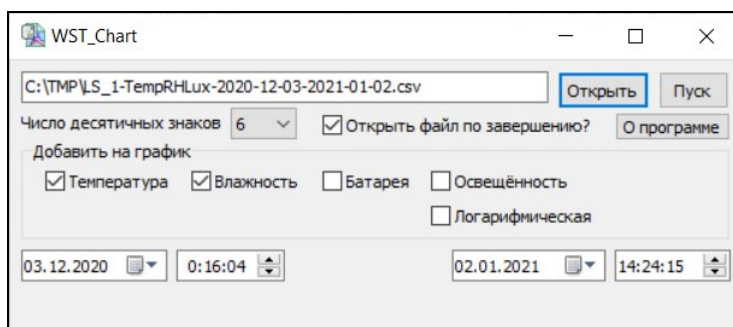 WST_Chart
C:\TMP\LS_1-TempRHLux-2020-12-03-2021-01-02.csv Открыть Пуск
Число десятичных знаков 6 Открыть файл по завершению? О программе
Добавить на график
Температура Влажность Батарея Освещённость
Логарифмическая
03.12.2020 0:16:04 02.01.2021 14:24:15